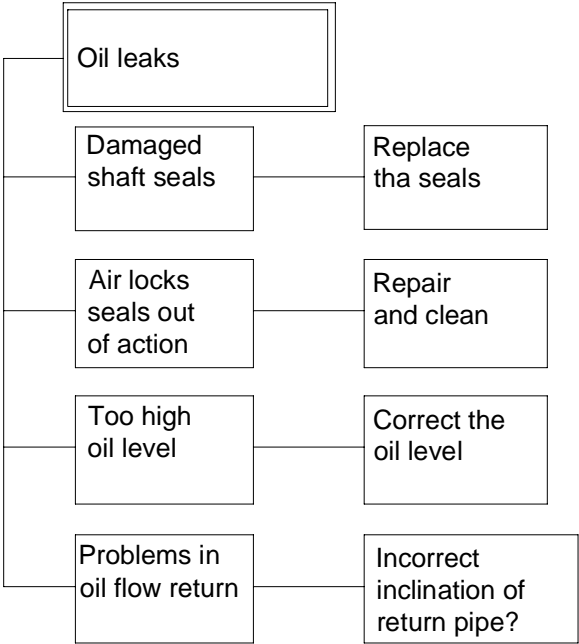 Oil leaks
Damaged
shaft seals
Replace
tha seals
Air locks
seals out
of action
Repair
and clean
Too high
oil level
Correct the
oil level
Problems in
oil flow return
Incorrect
inclination of
return pipe?